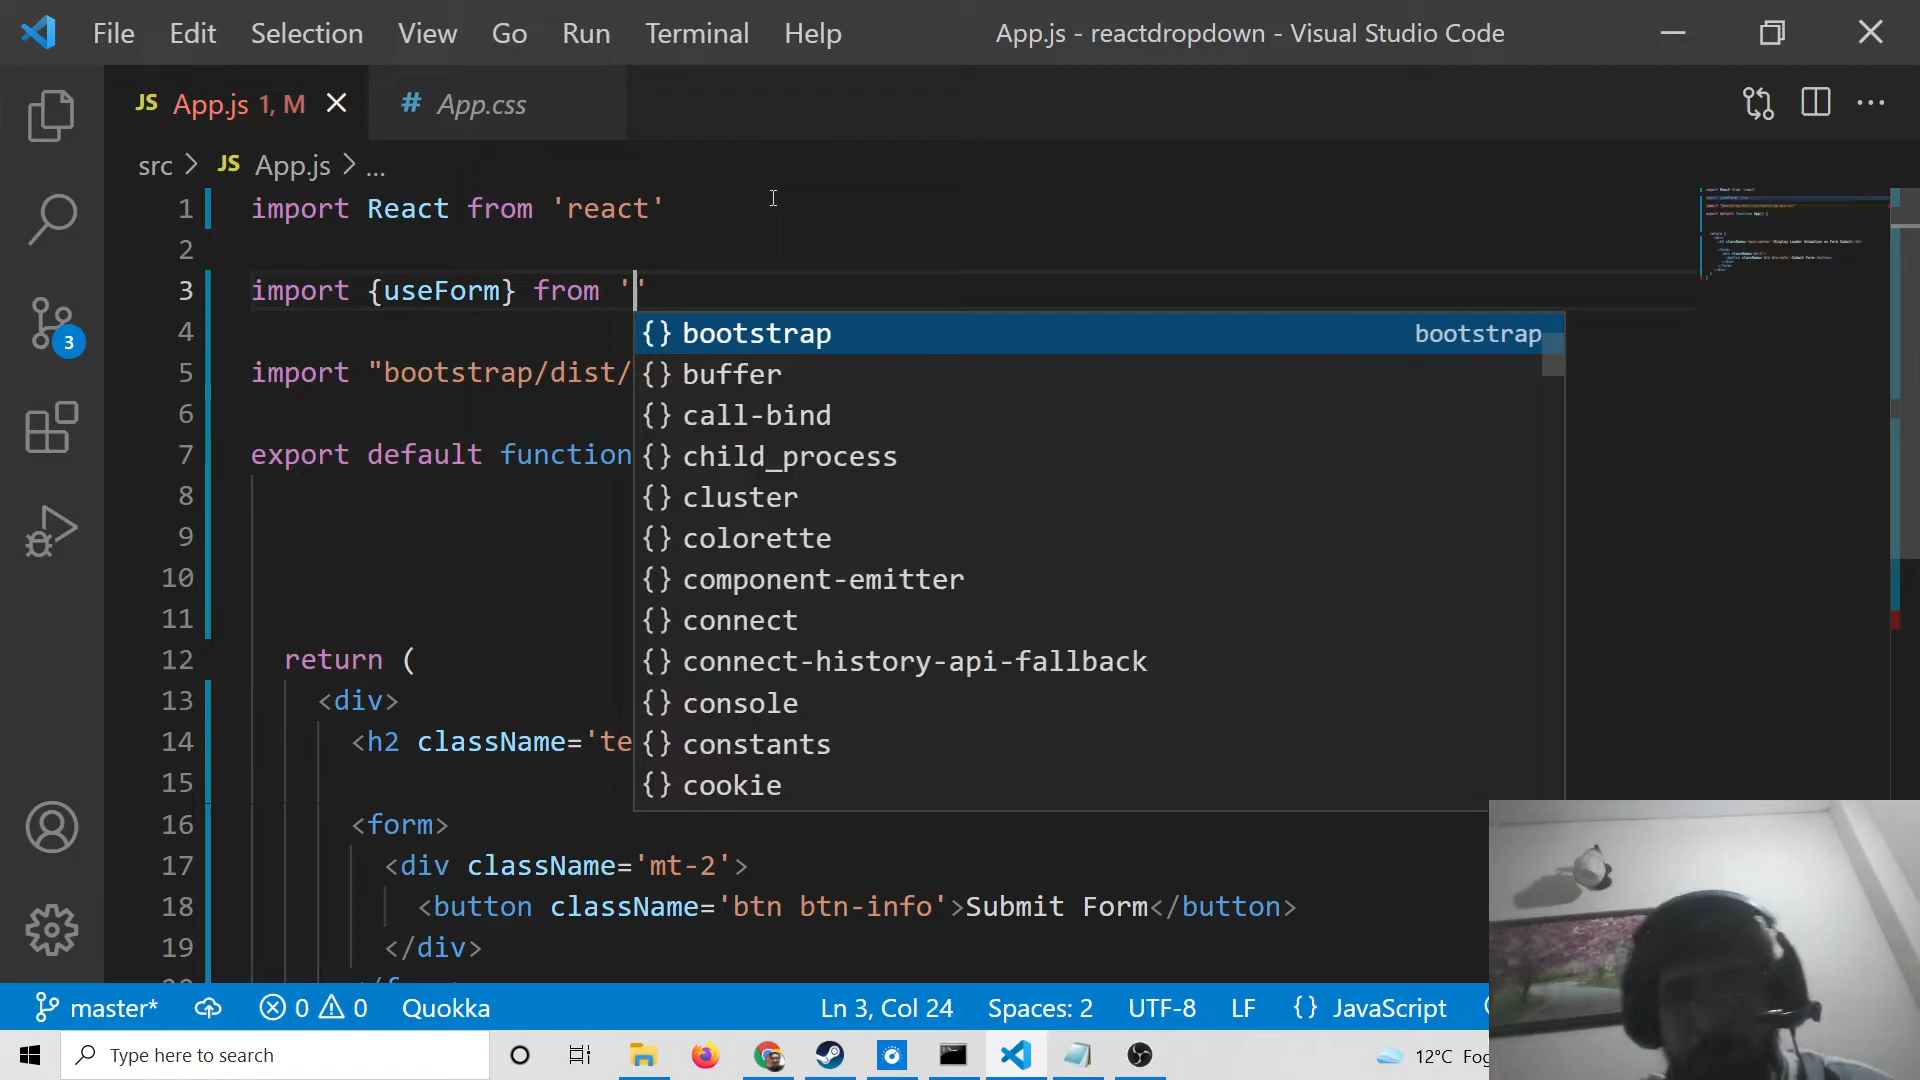 File Edit Selection View Go Run Terminal Help App.js - reactdropdown - Visual Studio Code
JS App.js 1, M # App.css
src > JS App.js > ...
1 import React from 'react'
2
3 import {useForm} from ''
4
5 import "bootstrap/dist/
6
7 export default function
8
9
10
11
12 return (
13 <div>
14 <h2 className='te
15
16 <form>
17 <div className='mt-2'>
18 <button className='btn btn-info'>Submit Form</button>
19 </div>
{} bootstrap bootstrap
{} buffer
{} call-bind
{} child_process
{} cluster
{} colorette
{} component-emitter
{} connect
{} connect-history-api-fallback
{} console
{} constants
{} cookie
3
master* 0 0 Quokka Ln 3, Col 24 Spaces: 2 UTF-8 LF {} JavaScript
Type here to search 12°C Fog